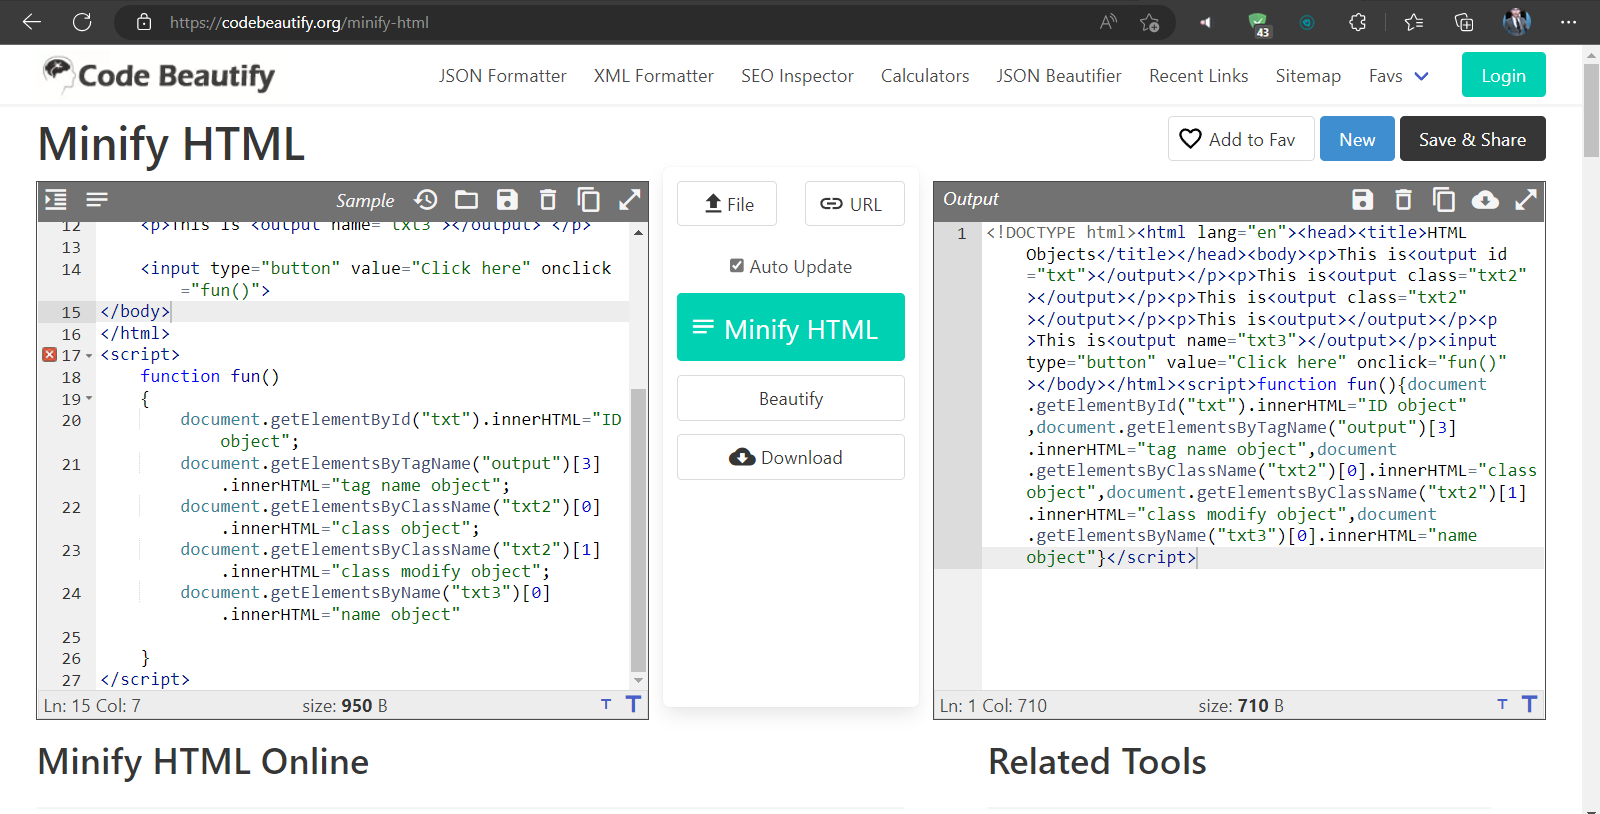 https://codebeautify.org/minify-html
43
Code Beautify
JSON Formatter XML Formatter SEO Inspector Calculators JSON Beautifier Recent Links Sitemap Favs Login
Minify HTML
Add to Fav New Save & Share
Sample
12 <p>This is <output name="txt3"></output> </p>
13
14 <input type="button" value="Click here" onclick
="fun()">
15 </body>
16 </html>
17 <script>
18 function fun()
19 {
20 document.getElementById("txt").innerHTML="ID
object";
21 document.getElementsByTagName("output")[3]
.innerHTML="tag name object";
22 document.getElementsByClassName("txt2")[0]
.innerHTML="class object";
23 document.getElementsByClassName("txt2")[1]
.innerHTML="class modify object";
24 document.getElementsByName("txt3")[0]
.innerHTML="name object"
25
26 }
27 </script>
Ln: 15 Col: 7 size: 950 B T T
File URL
Auto Update
Minify HTML
Beautify
Download
Output
1 <!DOCTYPE html><html lang="en"><head><title>HTML
Objects</title></head><body><p>This is<output id
="txt"></output></p><p>This is<output class="txt2"
></output></p><p>This is<output class="txt2"
></output></p><p>This is<output></output></p><p
>This is<output name="txt3"></output></p><input
type="button" value="Click here" onclick="fun()"
></body></html><script>function fun(){document
.getElementById("txt").innerHTML="ID object"
,document.getElementsByTagName("output")[3]
.innerHTML="tag name object",document
.getElementsByClassName("txt2")[0].innerHTML="class
object",document.getElementsByClassName("txt2")[1]
.innerHTML="class modify object",document
.getElementsByName("txt3")[0].innerHTML="name
object"}</script>
Ln: 1 Col: 710 size: 710 B T T
Minify HTML Online
Related Tools